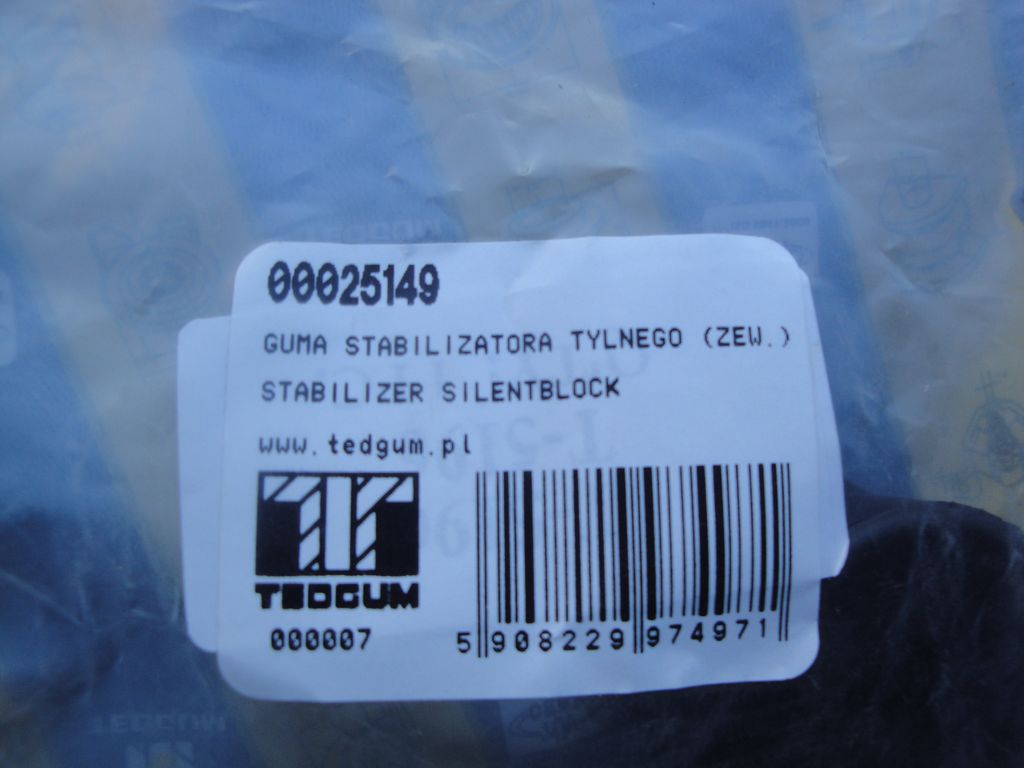 00025149
GUMA STABILIZATORA TYLNEGO (ZEW.)
STABILIZER SILENTBLOCK
www.tedgum.pl
TEDGUM
000007
5 908229 974971